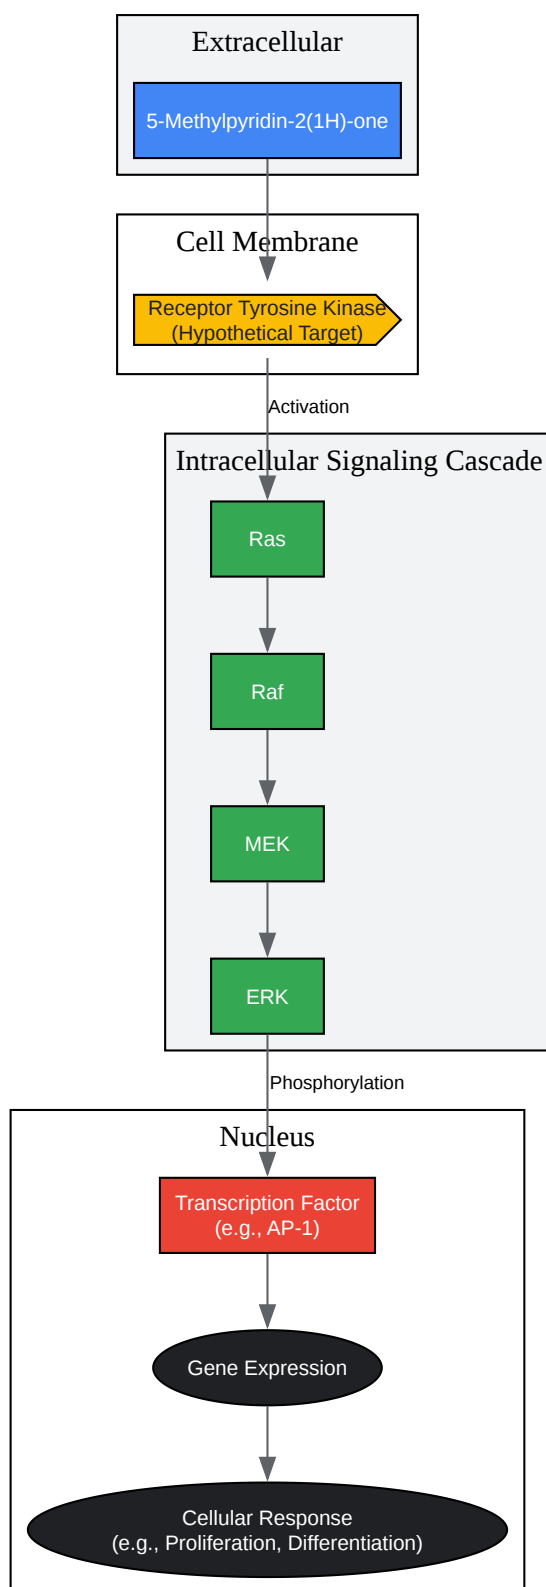 Extracellular
5-Methylpyridin-2(1H)-one
Cell Membrane
Receptor Tyrosine Kinase
(Hypothetical Target)
Activation
Intracellular Signaling Cascade
Ras
Raf
MEK
ERK
Phosphorylation
Nucleus
Transcription Factor
(e.g., AP-1)
Gene Expression
Cellular Response
(e.g., Proliferation, Differentiation)